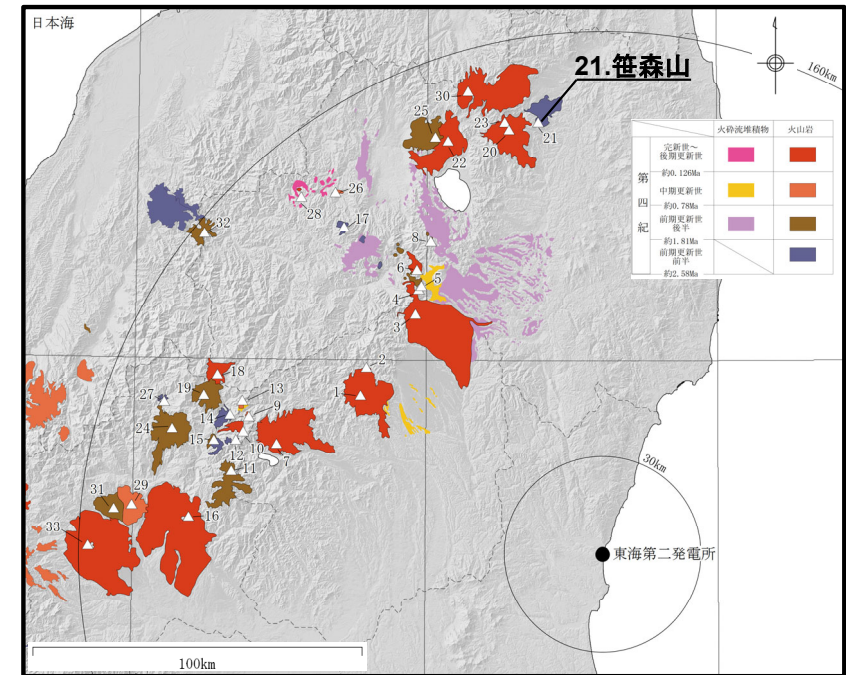 日本海
160km
21.笹森山
30
25
23
20
21
22
火砕流堆積物
火山岩
第四紀
完新世～
後期更新世
約0.126Ma
中期更新世
約0.78Ma
前期更新世
後半
約1.81Ma
前期更新世
前半
約2.58Ma
26
28
17
32
8
6
5
4
3
2
18
1
27
19
13
14
9
24
15
12
10
7
11
31
29
16
33
30km
東海第二発電所
100km